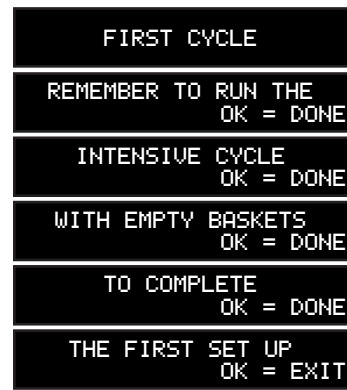 FIRST CYCLE
REMEMBER TO RUN THE
OK = DONE
INTENSIVE CYCLE
OK = DONE
WITH EMPTY BASKETS
OK = DONE
TO COMPLETE
OK = DONE
THE FIRST SET UP
OK = EXIT